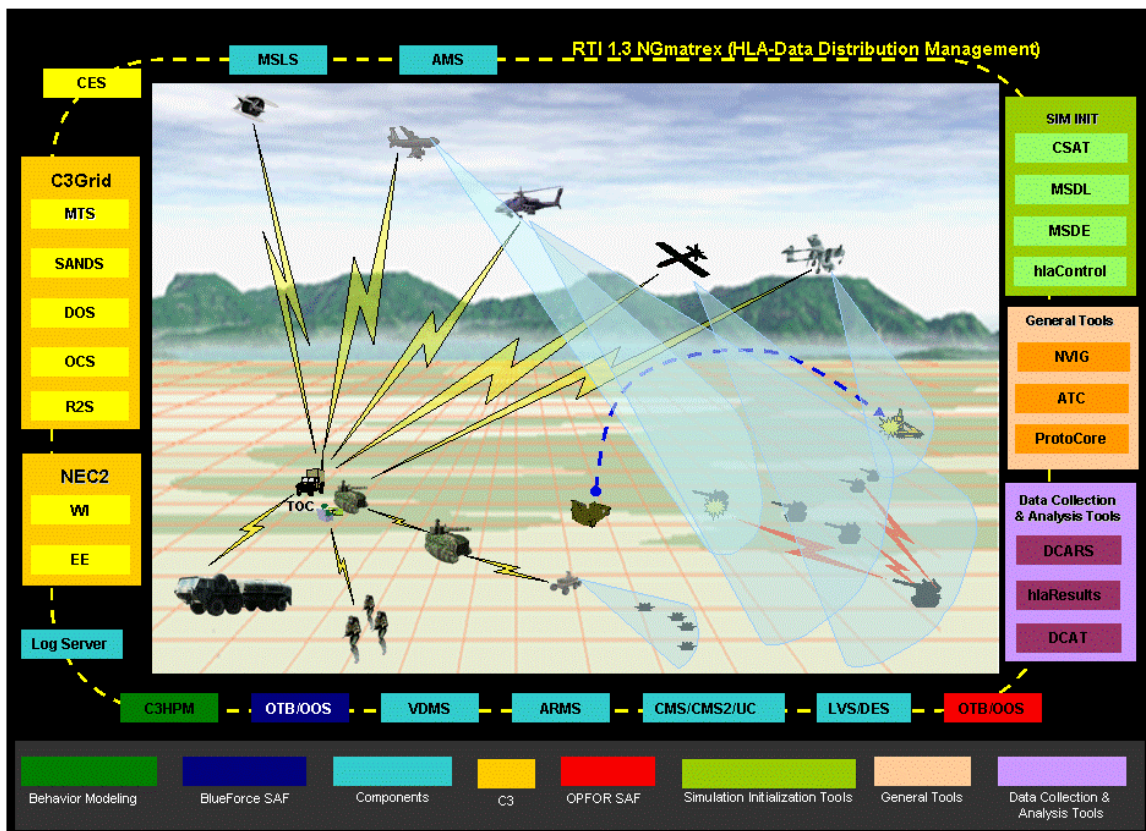 RTI 1.3 NGmatrex (HLA-Data Distribution Management)
MSLS
AMS
CES
C3Grid
MTS
SANDS
DOS
OCS
R2S
NEC2
WI
EE
Log Server
TOC
SIM INIT
CSAT
MSDL
MSDE
hlaControl
General Tools
NVIG
ATC
ProtoCore
Data Collection
& Analysis Tools
DCARS
hlaResults
DCAT
C3HPM
OTB/OOS
VDMS
ARMS
CMS/CMS2/UC
LVS/DES
OTB/OOS
Behavior Modeling
BlueForce SAF
Components
C3
OPFOR SAF
Simulation Initialization Tools
General Tools
Data Collection &
Analysis Tools